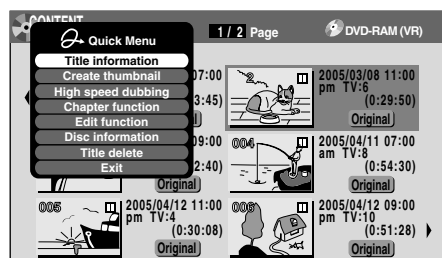 CONTENT
1 / 2 Page
DVD-RAM (VR)
Quick Menu
Title information
Create thumbnail
High speed dubbing
Chapter function
Edit function
Disc information
Title delete
Exit
07:00
3:45)
2
2005/03/08 11:00
pm TV:6
(0:29:50)
Original
09:00
2:40)
Original
004
2005/04/11 07:00
am TV:8
(0:54:30)
Original
005
2005/04/12 11:00
pm TV:4
(0:30:08)
Original
006
2005/04/12 09:00
pm TV:10
(0:51:28)
Original